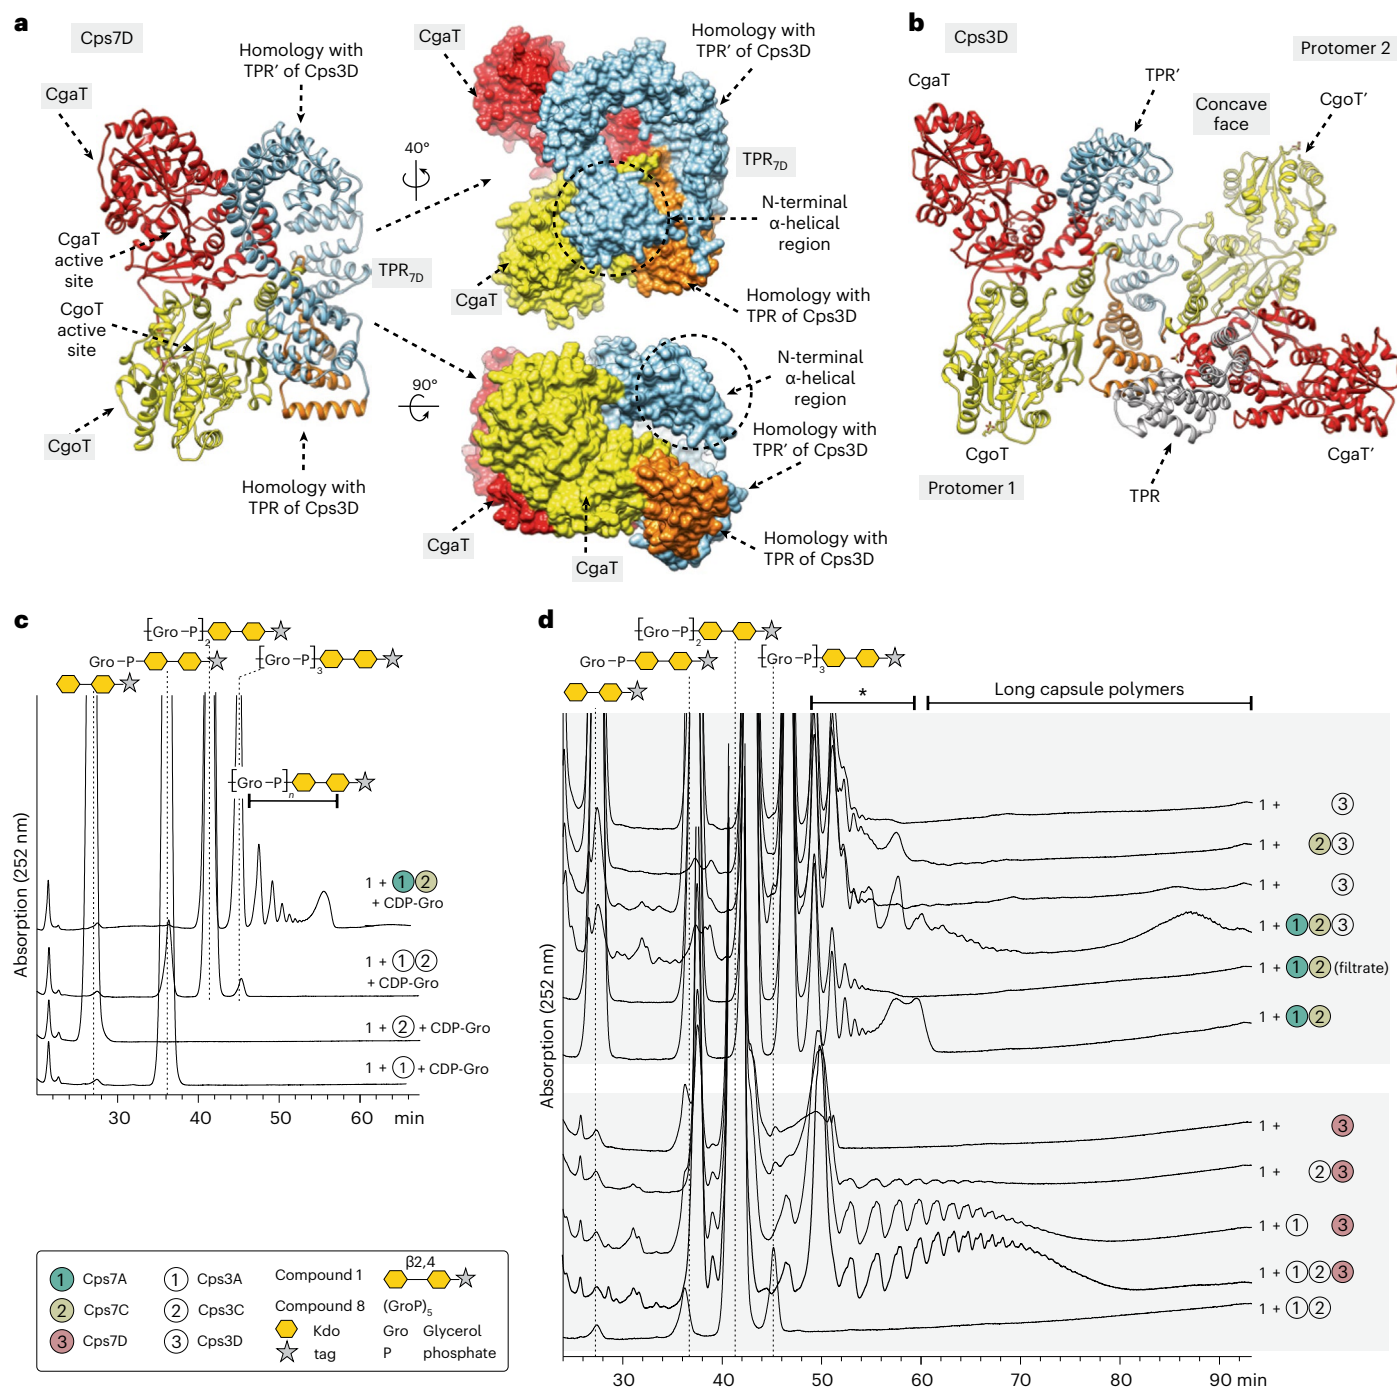 a
Cps7D
Homology with
TPR′ of Cps3D
CgaT
CgaT
active
site
CgoT
active
site
CgoT
TPR7D
Homology with
TPR of Cps3D
40°
90°
CgaT
Homology with
TPR′ of Cps3D
TPR7D
N-terminal
α-helical
region
CgaT
Homology with
TPR of Cps3D
N-terminal
α-helical
region
Homology with
TPR′ of Cps3D
CgaT
CgaT
Homology with
TPR of Cps3D
b
Cps3D
Protomer 2
CgaT
TPR′
Concave
face
CgoT′
CgoT
Protomer 1
TPR
CgaT′
c
[Gro–P]2
Gro–P
[Gro–P]3
[Gro–P]n
Absorption (252 nm)
1 + 1 2
+ CDP-Gro
1 + 1 2
+ CDP-Gro
1 + 2 + CDP-Gro
1 + 1 + CDP-Gro
30 40 50 60 min
d
[Gro–P]2
Gro–P
[Gro–P]3
*
Long capsule polymers
Absorption (252 nm)
1 + 3
1 + 2 3
1 + 3
1 + 1 2 3
1 + 1 2 (filtrate)
1 + 1 2
1 + 3
1 + 2 3
1 + 1 3
1 + 1 2 3
1 + 1 2
30 40 50 60 70 80 90 min
1 Cps7A
2 Cps7C
3 Cps7D
1 Cps3A
2 Cps3C
3 Cps3D
β2,4
Compound 1
Compound 8 (GroP)5
Kdo
tag
Gro Glycerol
P phosphate